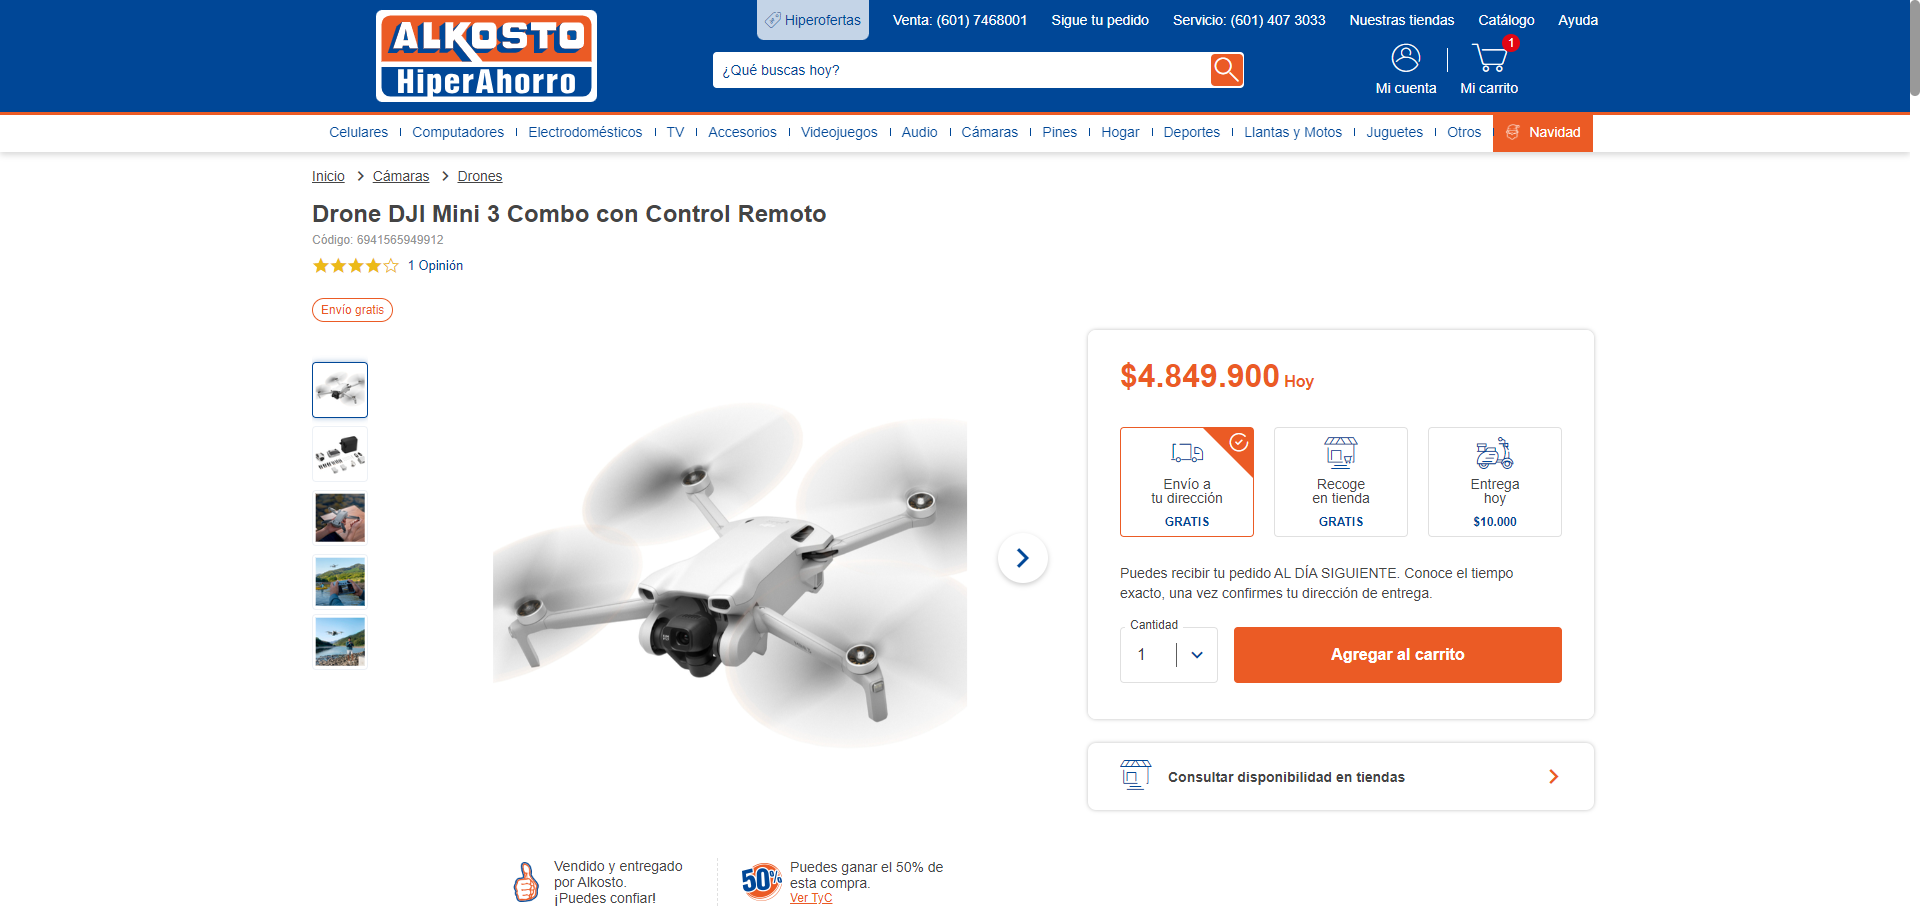 Hiperofertas
Venta: (601) 7468001
Sigue tu pedido
Servicio: (601) 407 3033
Nuestras tiendas
Catálogo
Ayuda
ALKOSTO
HiperAhorro
¿Qué buscas hoy?
1
Mi cuenta
Mi carrito
Celulares
Computadores
Electrodomésticos
TV
Accesorios
Videojuegos
Audio
Cámaras
Pines
Hogar
Deportes
Llantas y Motos
Juguetes
Otros
Navidad
Inicio
Cámaras
Drones
Drone DJI Mini 3 Combo con Control Remoto
Código: 6941565949912
1 Opinión
Envío gratis
$4.849.900 Hoy
Envío a
tu dirección
GRATIS
Recoge
en tienda
GRATIS
Entrega
hoy
$10.000
Puedes recibir tu pedido AL DÍA SIGUIENTE. Conoce el tiempo
exacto, una vez confirmes tu dirección de entrega.
Cantidad
1
Agregar al carrito
Consultar disponibilidad en tiendas
Vendido y entregado
por Alkosto.
¡Puedes confiar!
50%
Puedes ganar el 50% de
esta compra.
Ver TyC